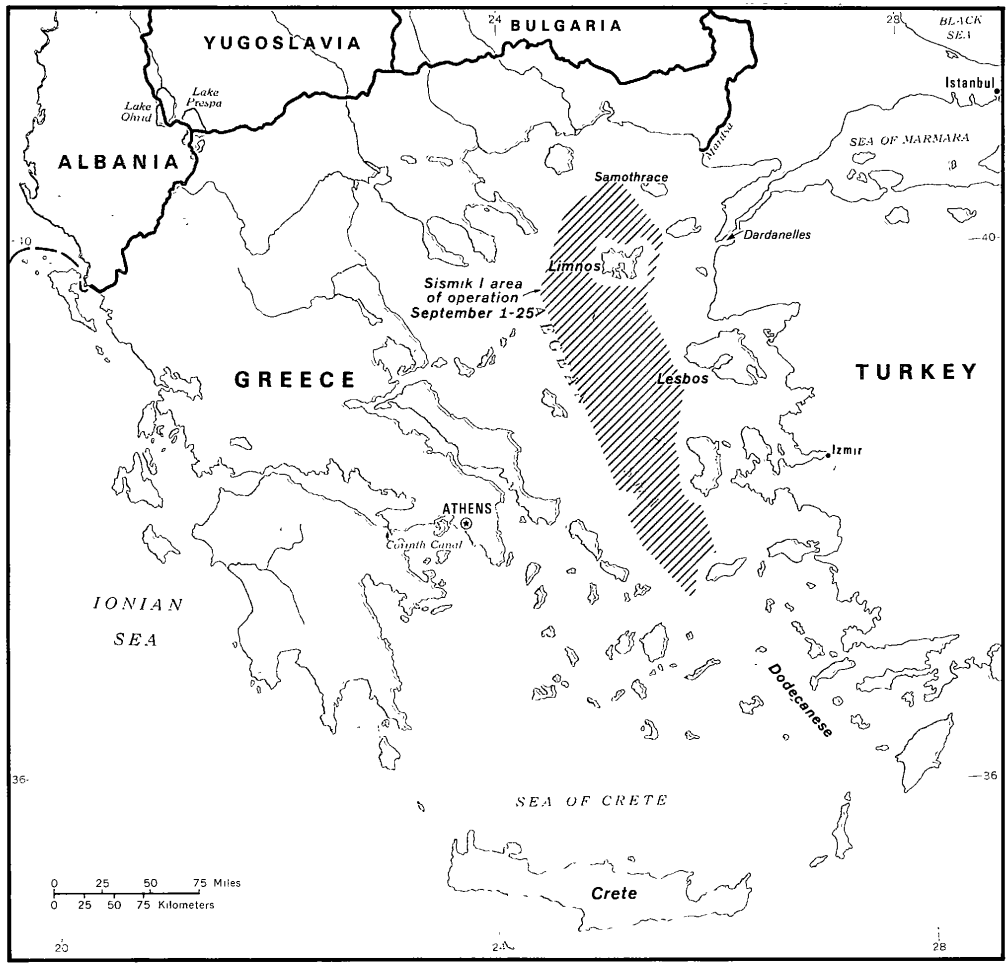 24
28
BLACK
SEA
YUGOSLAVIA
BULGARIA
Istanbul
Lake
Ohrid
Lake
Prespa
SEA OF MARMARA
Maritsa
ALBANIA
Samothrace
40
Dardanelles
40
Limnos
Sismik I area
of operation
September 1-25
AEGEAN
GREECE
Lesbos
TURKEY
Izmir
ATHENS
Corinth Canal
IONIAN
SEA
Dodecanese
36
36
SEA OF CRETE
0 25 50 75 Miles
0 25 50 75 Kilometers
Crete
20
24
28